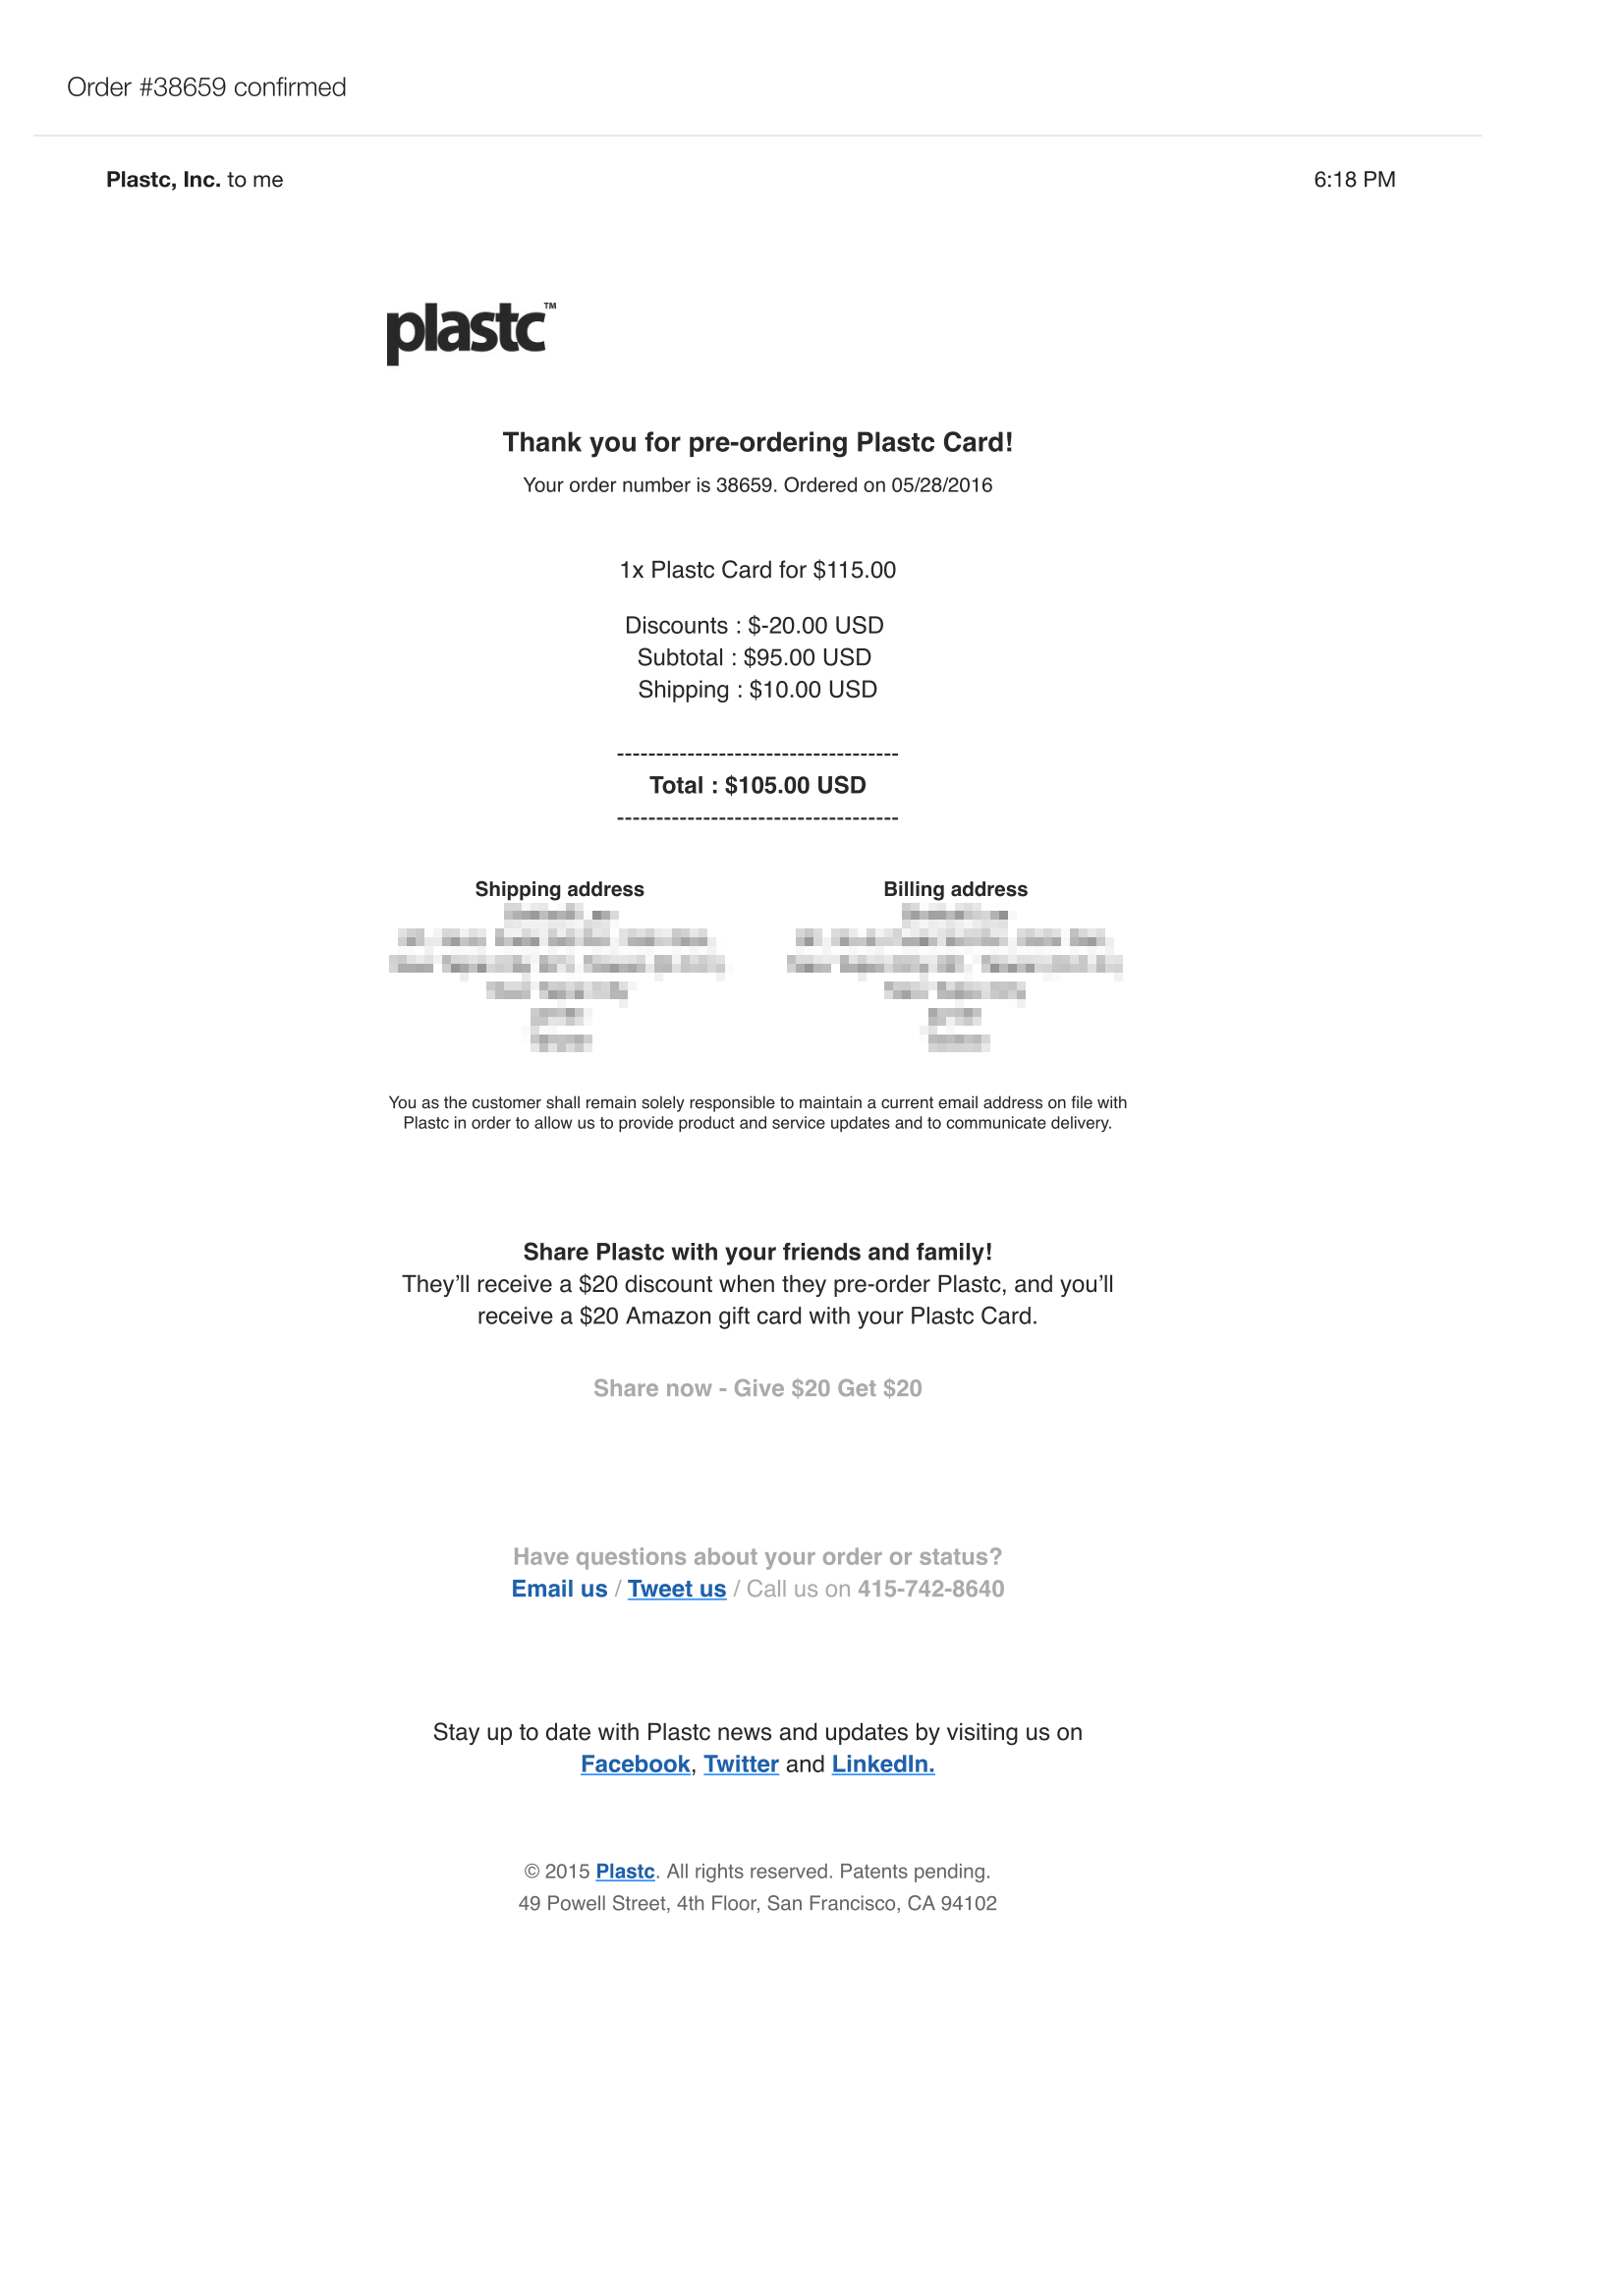 Order #38659 confirmed
Plastc, Inc. to me 6:18 PM
plastc™
Thank you for pre-ordering Plastc Card!
Your order number is 38659. Ordered on 05/28/2016
1x Plastc Card for $115.00
Discounts : $-20.00 USD
Subtotal : $95.00 USD
Shipping : $10.00 USD
------------------------------------
Total : $105.00 USD
------------------------------------
Shipping address Billing address
You as the customer shall remain solely responsible to maintain a current email address on file with
Plastc in order to allow us to provide product and service updates and to communicate delivery.
Share Plastc with your friends and family!
They’ll receive a $20 discount when they pre-order Plastc, and you’ll
receive a $20 Amazon gift card with your Plastc Card.
Share now - Give $20 Get $20
Have questions about your order or status?
Email us / Tweet us / Call us on 415-742-8640
Stay up to date with Plastc news and updates by visiting us on
Facebook, Twitter and LinkedIn.
© 2015 Plastc. All rights reserved. Patents pending.
49 Powell Street, 4th Floor, San Francisco, CA 94102